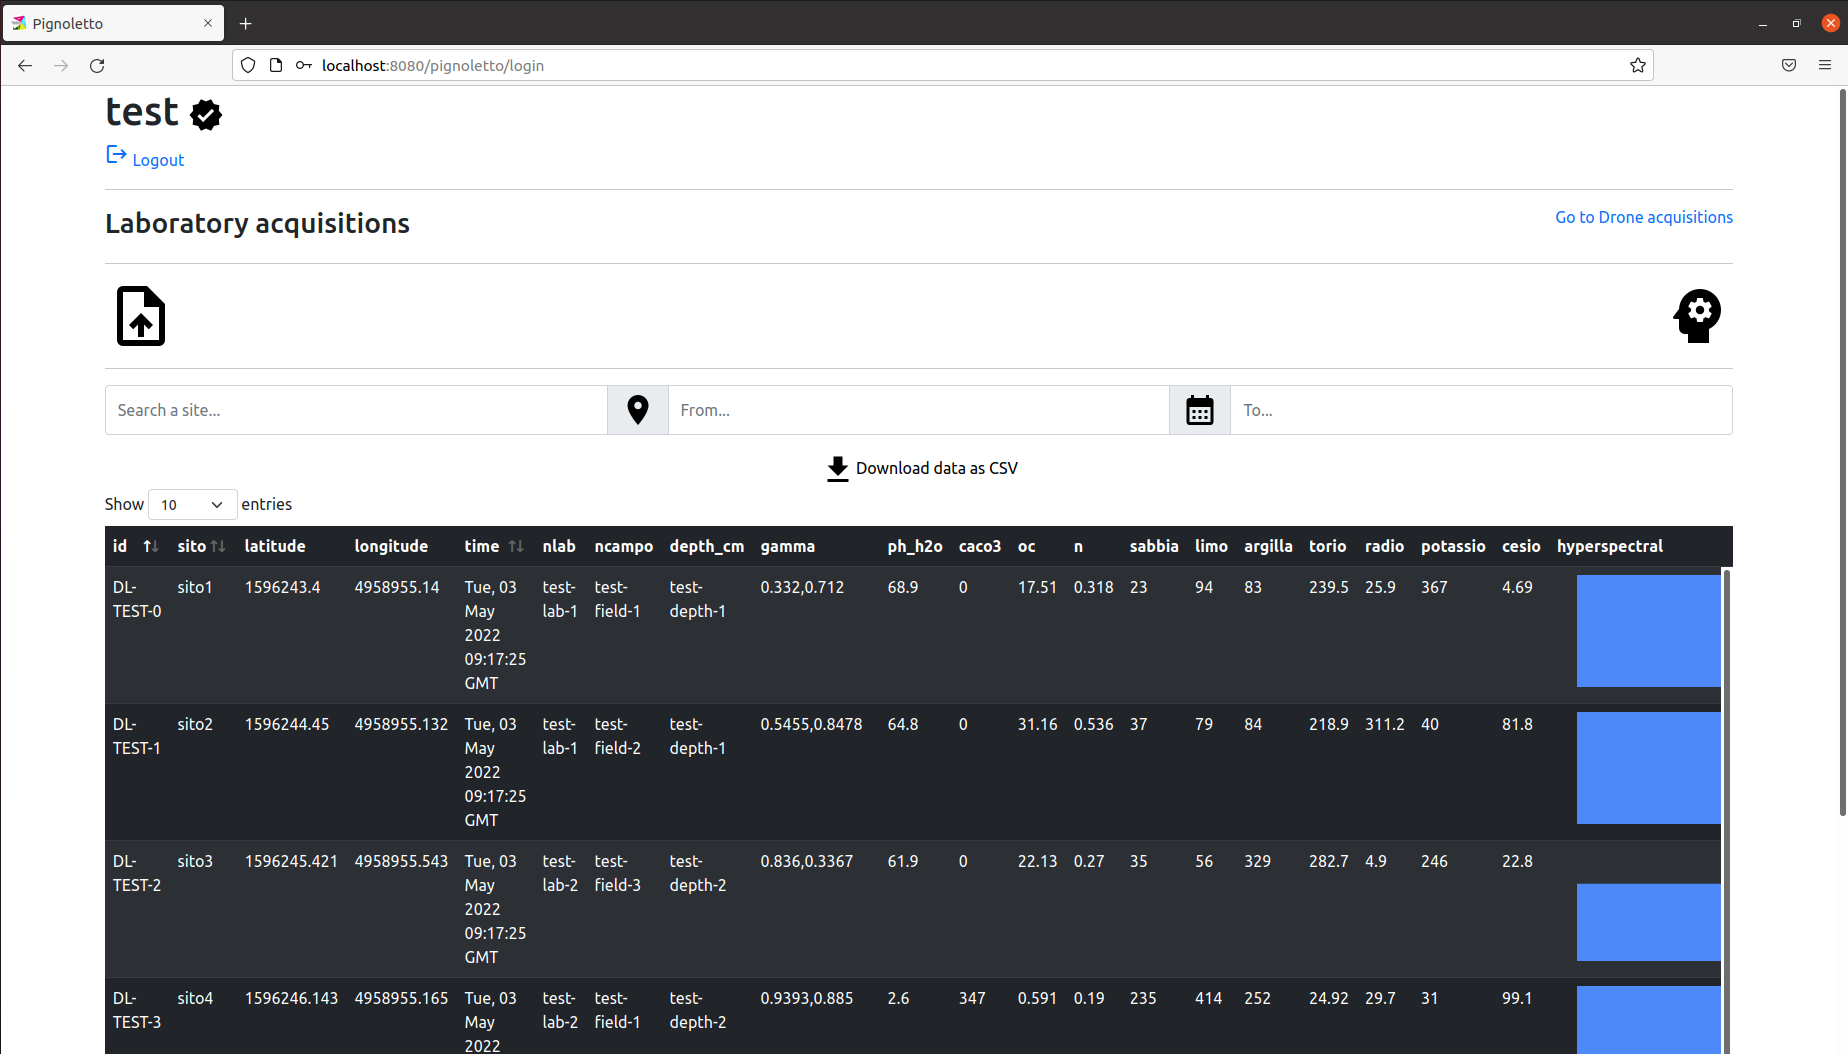 Pignoletto
localhost:8080/pignoletto/login
test
Logout
Laboratory acquisitions
Go to Drone acquisitions
Search a site...
From...
To...
Download data as CSV
Show 10 entries
id sito latitude longitude time nlab ncampo depth_cm gamma ph_h2o caco3 oc n sabbia limo argilla torio radio potassio cesio hyperspectral
DL- sito1 1596243.4 4958955.14 Tue, 03 test- test- test- 0.332,0.712 68.9 0 17.51 0.318 23 94 83 239.5 25.9 367 4.69
TEST-0 May lab-1 field-1 depth-1
2022
09:17:25
GMT
DL- sito2 1596244.45 4958955.132 Tue, 03 test- test- test- 0.5455,0.8478 64.8 0 31.16 0.536 37 79 84 218.9 311.2 40 81.8
TEST-1 May lab-1 field-2 depth-1
2022
09:17:25
GMT
DL- sito3 1596245.421 4958955.543 Tue, 03 test- test- test- 0.836,0.3367 61.9 0 22.13 0.27 35 56 329 282.7 4.9 246 22.8
TEST-2 May lab-2 field-3 depth-2
2022
09:17:25
GMT
DL- sito4 1596246.143 4958955.165 Tue, 03 test- test- test- 0.9393,0.885 2.6 347 0.591 0.19 235 414 252 24.92 29.7 31 99.1
TEST-3 May lab-2 field-1 depth-2
2022